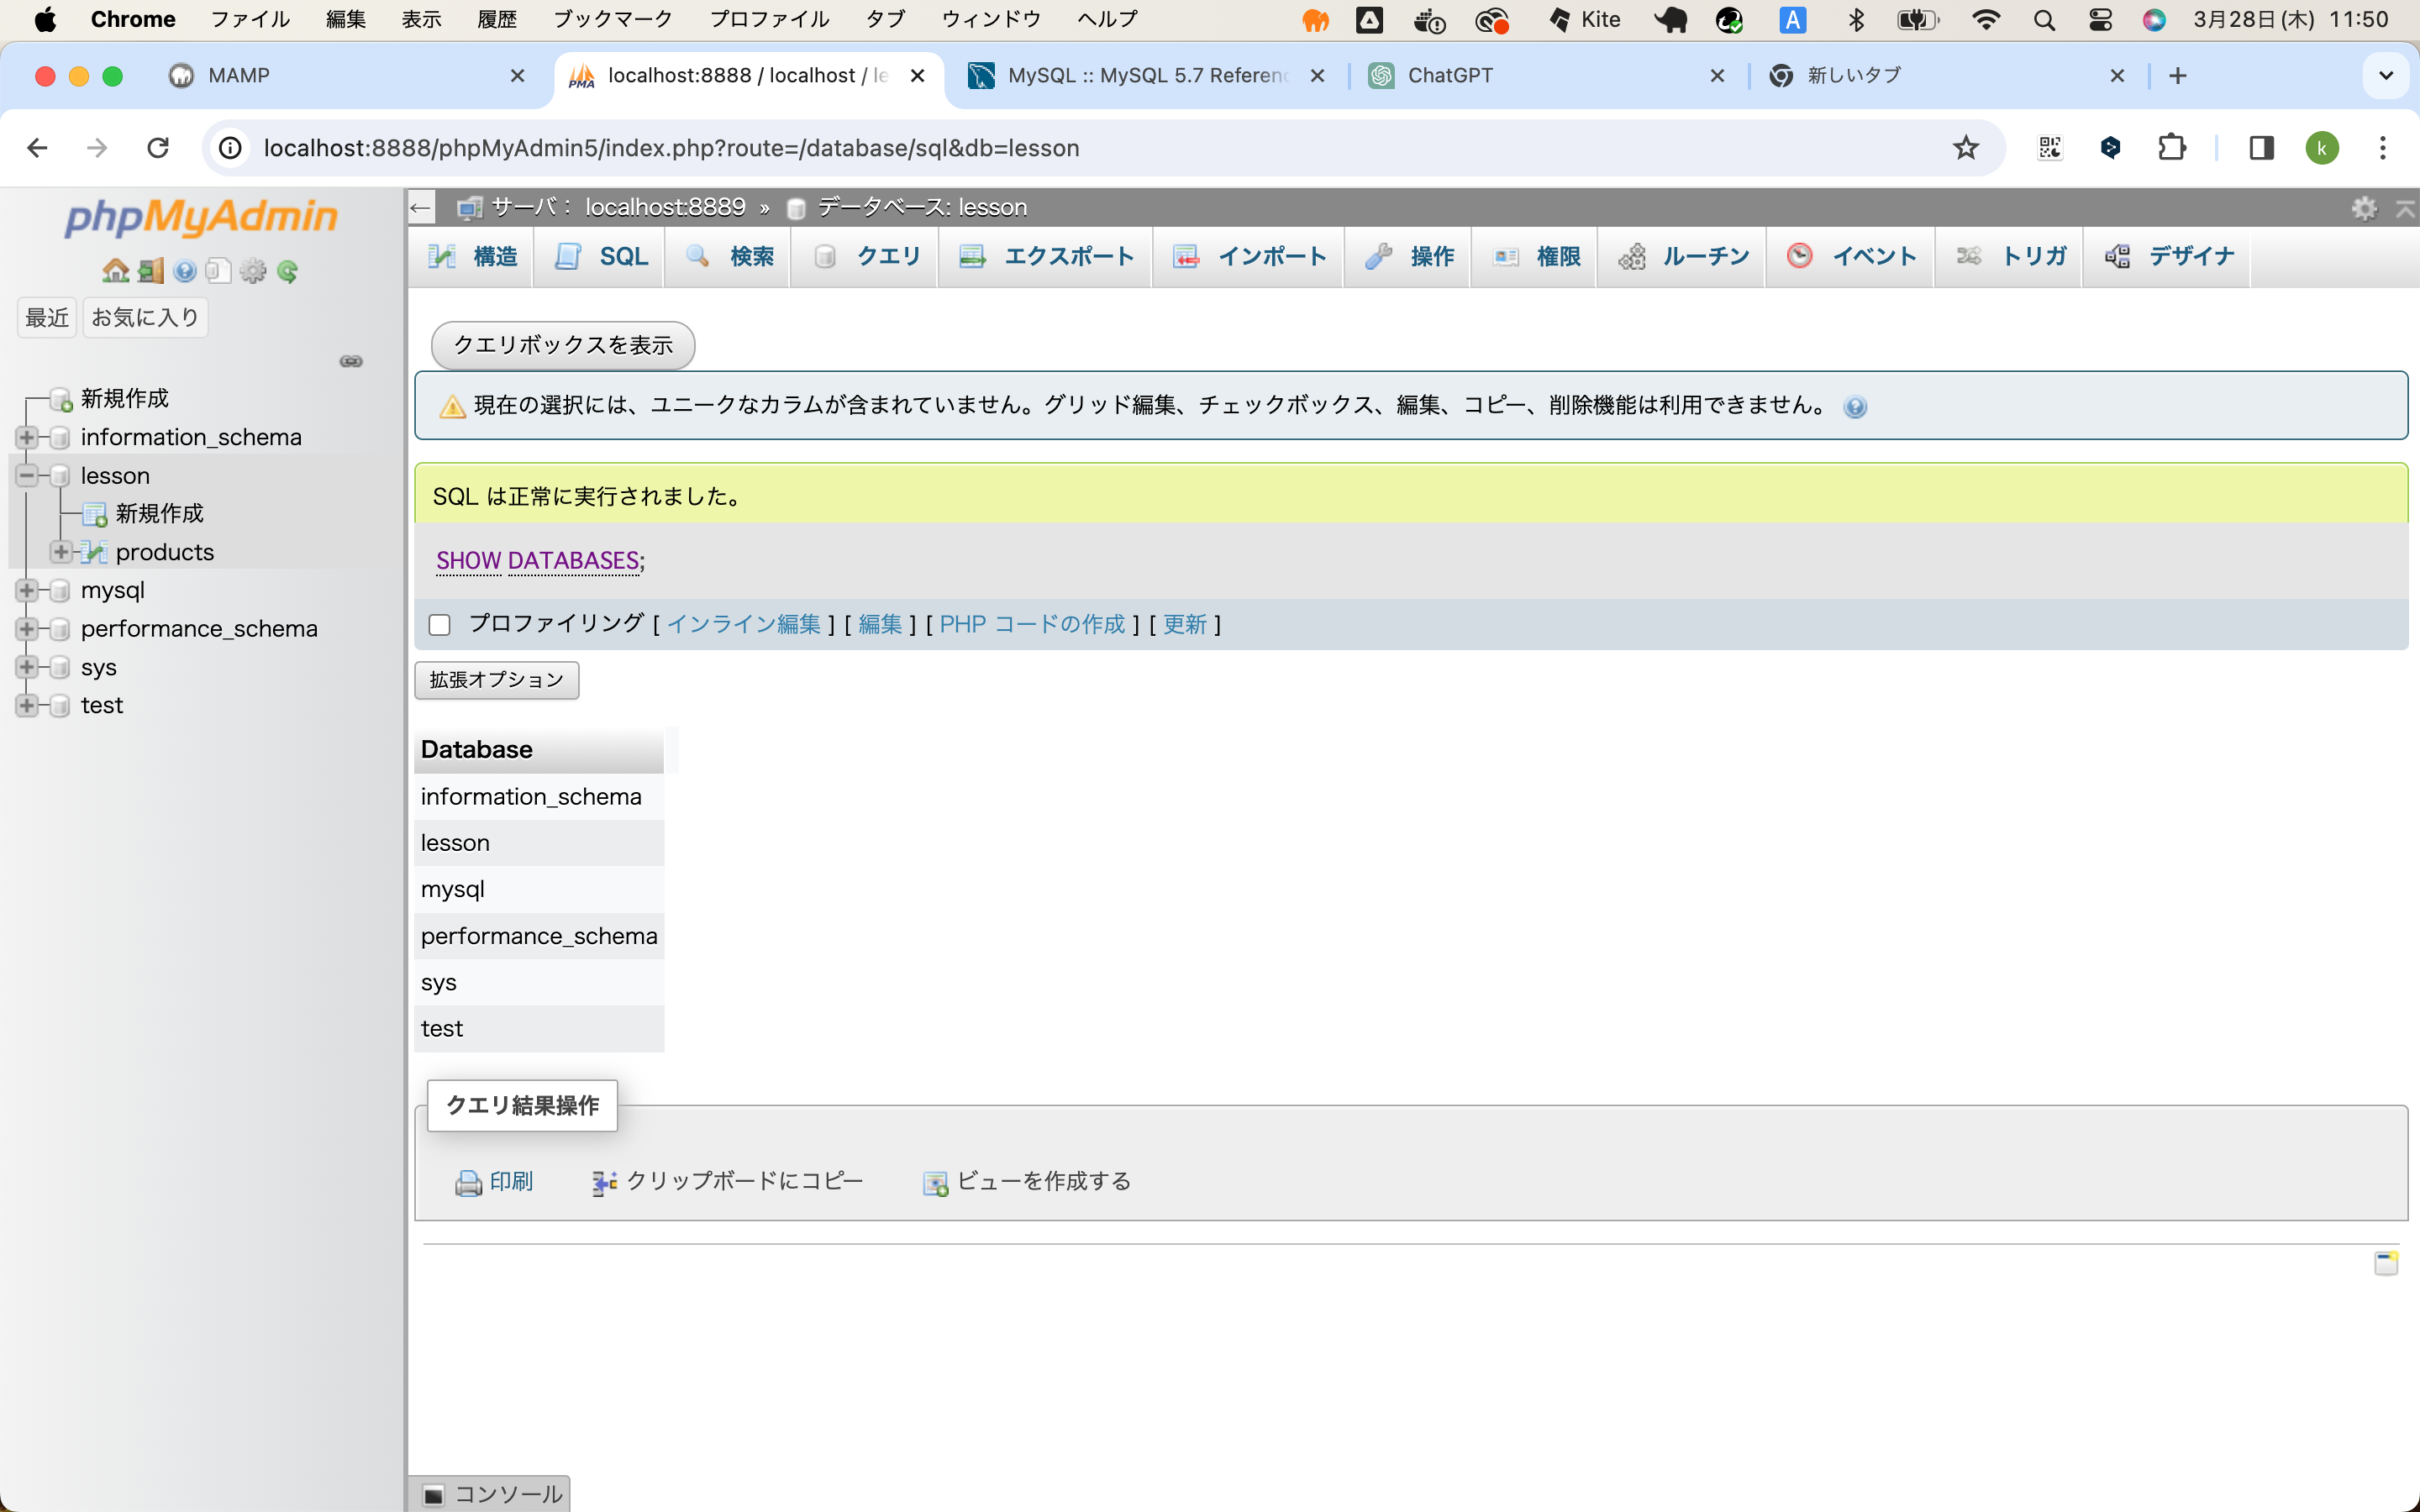 Chrome ファイル 編集 表示 履歴 ブックマーク プロファイル タブ ウィンドウ ヘルプ Kite A 3月28日(木) 11:50
MAMP
localhost:8888 / localhost / le
MySQL :: MySQL 5.7 Referenc
ChatGPT
新しいタブ
localhost:8888/phpMyAdmin5/index.php?route=/database/sql&db=lesson
k
phpMyAdmin
最近 お気に入り
新規作成
information_schema
lesson
新規作成
products
mysql
performance_schema
sys
test
サーバ： localhost:8889 » データベース: lesson
構造 SQL 検索 クエリ エクスポート インポート 操作 権限 ルーチン イベント トリガ デザイナ
クエリボックスを表示
現在の選択には、ユニークなカラムが含まれていません。グリッド編集、チェックボックス、編集、コピー、削除機能は利用できません。
SQL は正常に実行されました。
SHOW DATABASES;
プロファイリング [ インライン編集 ] [ 編集 ] [ PHP コードの作成 ] [ 更新 ]
拡張オプション
Database
information_schema
lesson
mysql
performance_schema
sys
test
クエリ結果操作
印刷 クリップボードにコピー ビューを作成する
コンソール